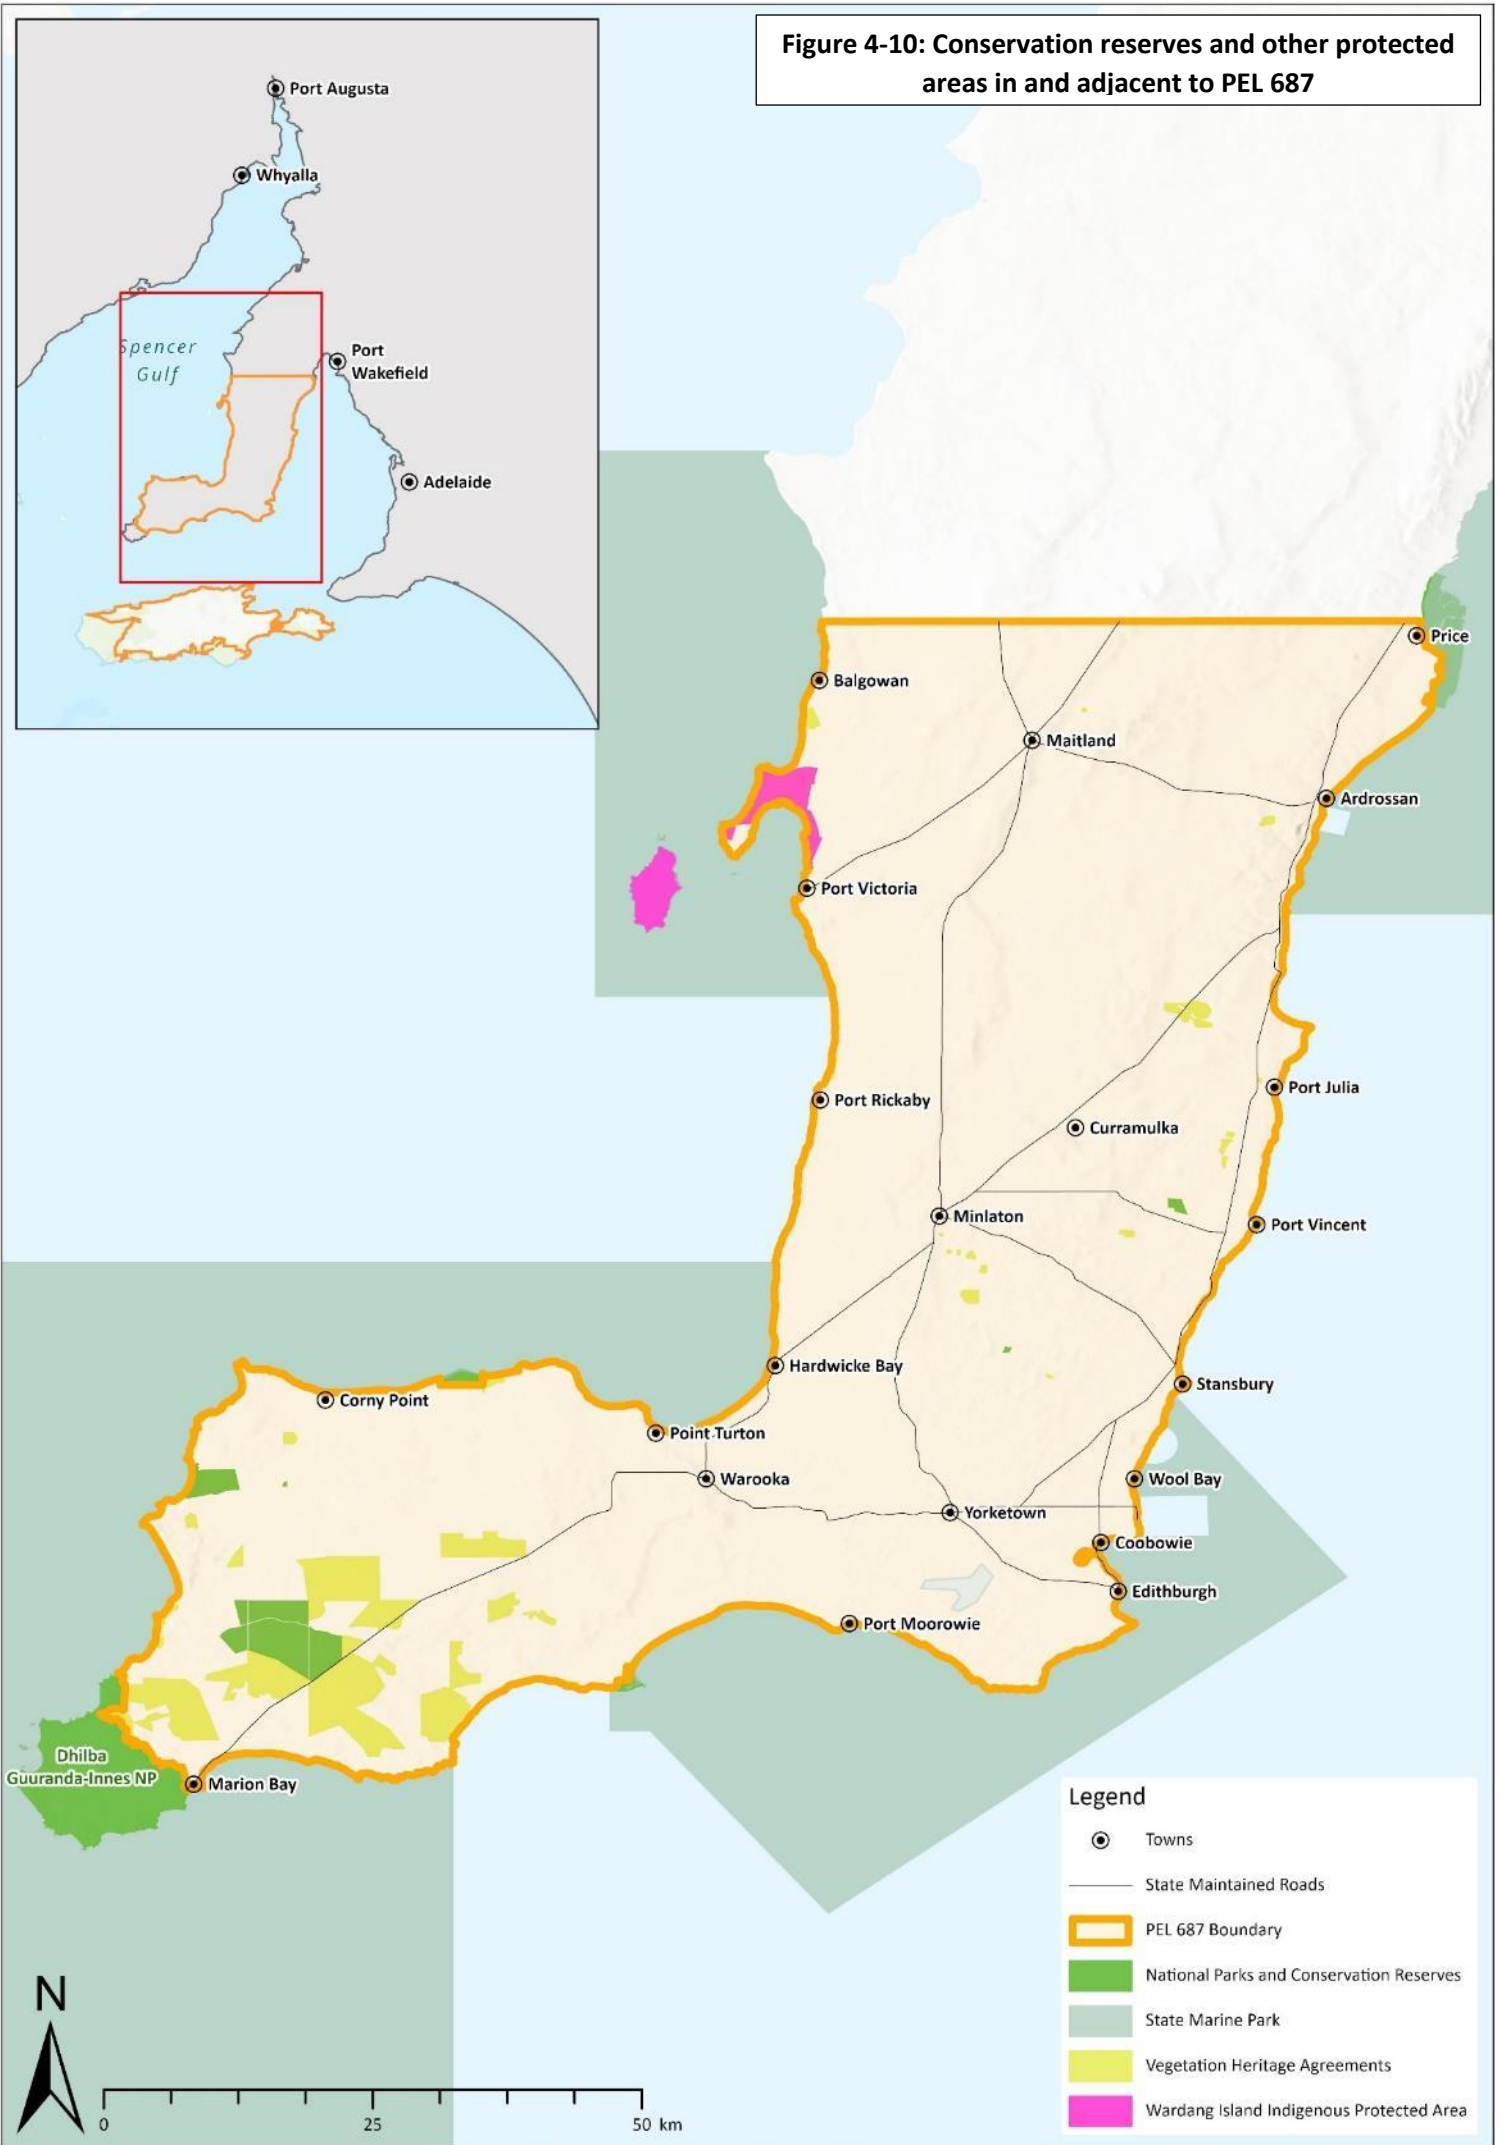 Figure 4-10: Conservation reserves and other protected
areas in and adjacent to PEL 687
Port Augusta
Whyalla
Spencer
Gulf
Port
Wakefield
Adelaide
Price
Balgowan
Maitland
Ardrossan
Port Victoria
Port Rickaby
Port Julia
Curramulka
Minlaton
Port Vincent
Hardwicke Bay
Stansbury
Corny Point
Point Turton
Warooka
Wool Bay
Yorketown
Coobowie
Edithburgh
Port Moorowie
Dhilba
Guuranda-Innes NP
Marion Bay
Legend
Towns
State Maintained Roads
PEL 687 Boundary
National Parks and Conservation Reserves
State Marine Park
Vegetation Heritage Agreements
Wardang Island Indigenous Protected Area
N
0 25 50 km